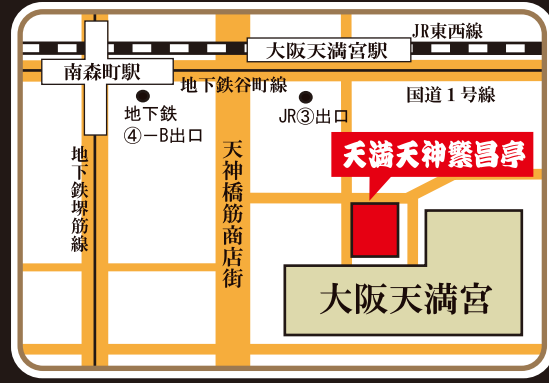 JR東西線
大阪天満宮駅
南森町駅
地下鉄谷町線
国道1号線
地下鉄
④－B出口
JR③出口
天満天神繁昌亭
地下鉄堺筋線
天神橋筋商店街
大阪天満宮